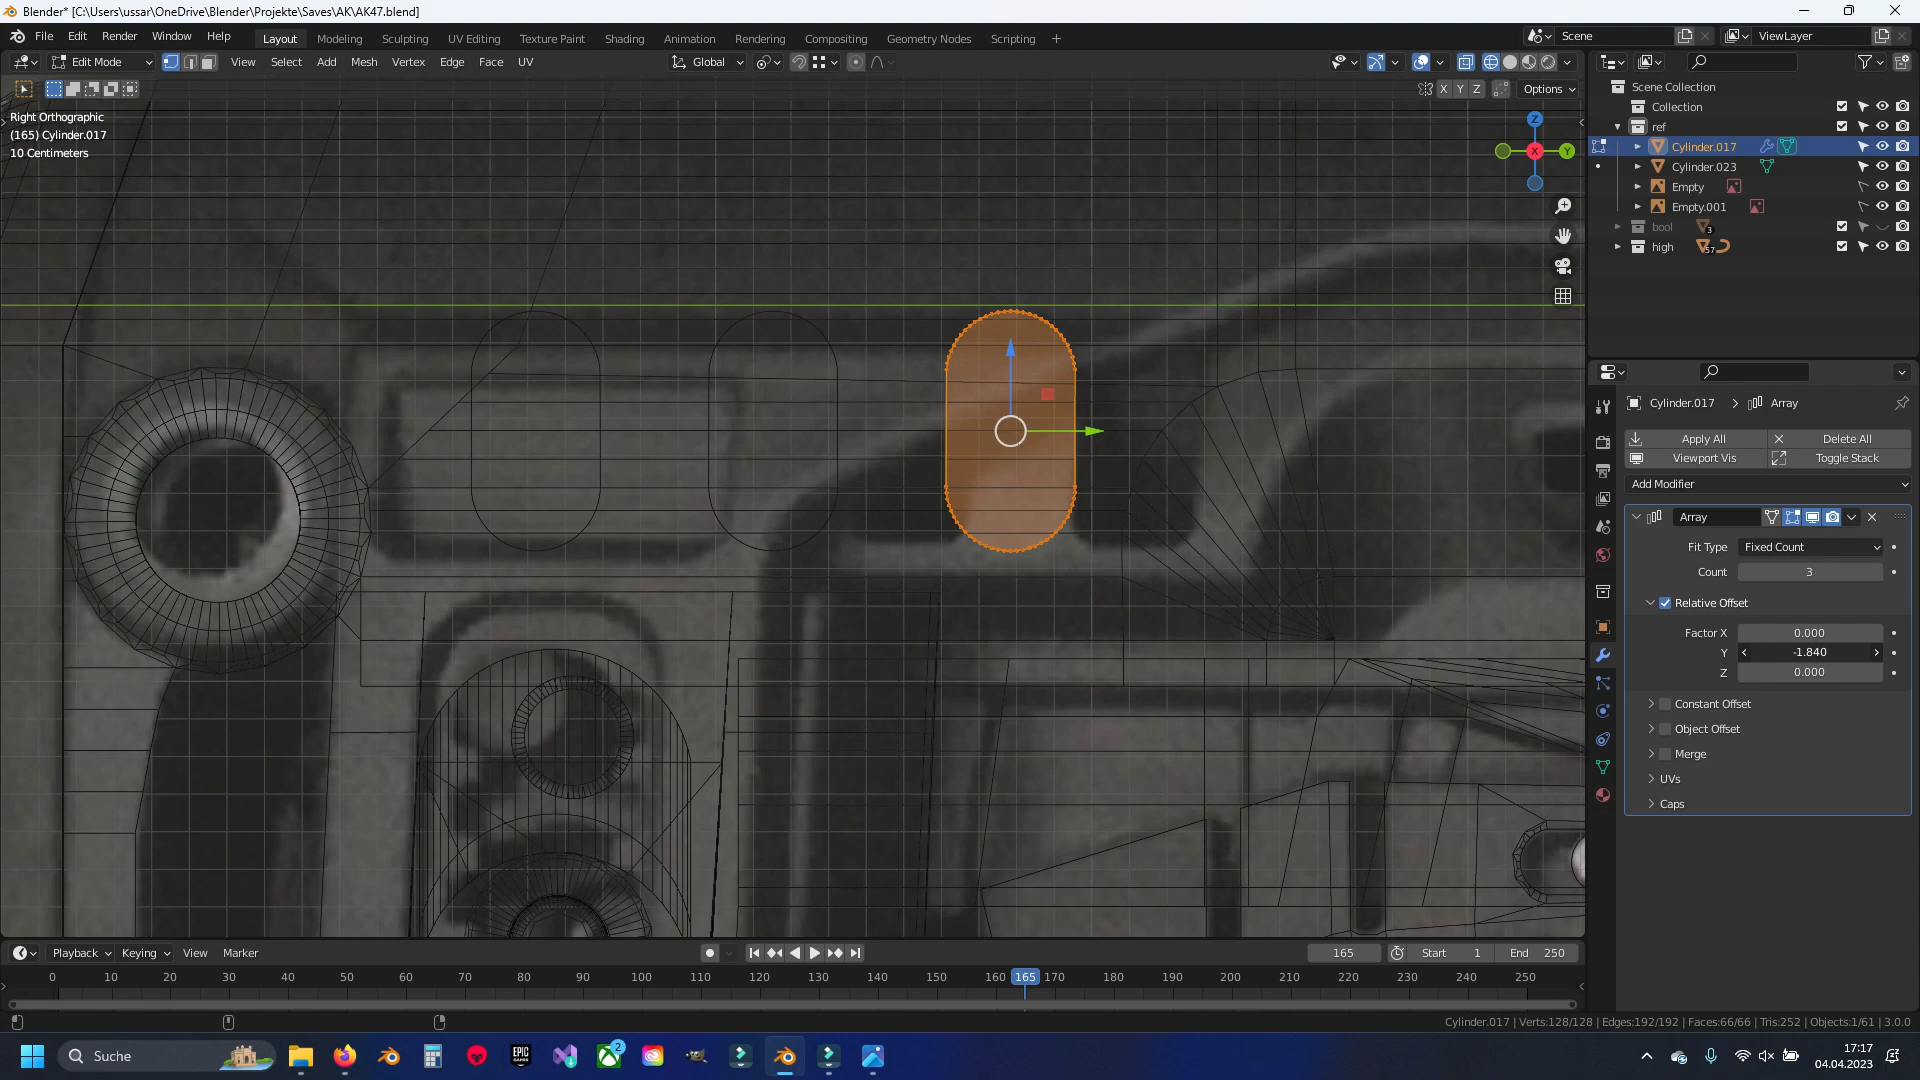 Blender* [C:\Users\ussar\OneDrive\Blender\Projekte\Saves\AK\AK47.blend]
File Edit Render Window Help Layout Modeling Sculpting UV Editing Texture Paint Shading Animation Rendering Compositing Geometry Nodes Scripting + Scene ViewLayer
Edit Mode View Select Add Mesh Vertex Edge Face UV Global
X Y Z Options
Right Orthographic
(165) Cylinder.017
10 Centimeters
Z
X
Y
Scene Collection
Collection
ref
Cylinder.017
Cylinder.023
Empty
Empty.001
bool 3
high 57
Cylinder.017 > Array
Apply All Delete All
Viewport Vis Toggle Stack
Add Modifier
Array
Fit Type Fixed Count
Count 3
Relative Offset
Factor X 0.000
Y -1.840
Z 0.000
Constant Offset
Object Offset
Merge
UVs
Caps
Playback Keying View Marker 165 Start 1 End 250
0 10 20 30 40 50 60 70 80 90 100 110 120 130 140 150 160 165 170 180 190 200 210 220 230 240 250
Cylinder.017 | Verts:128/128 | Edges:192/192 | Faces:66/66 | Tris:252 | Objects:1/61 | 3.0.0
Suche
EPIC
GAMES
2
17:17
04.04.2023